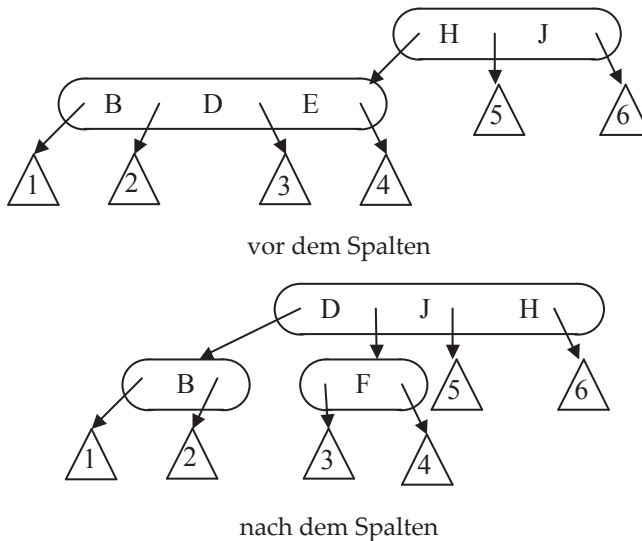 H J
B D E
5 6
1 2 3 4
vor dem Spalten
D J H
B F
5 6
1 2 3 4
nach dem Spalten